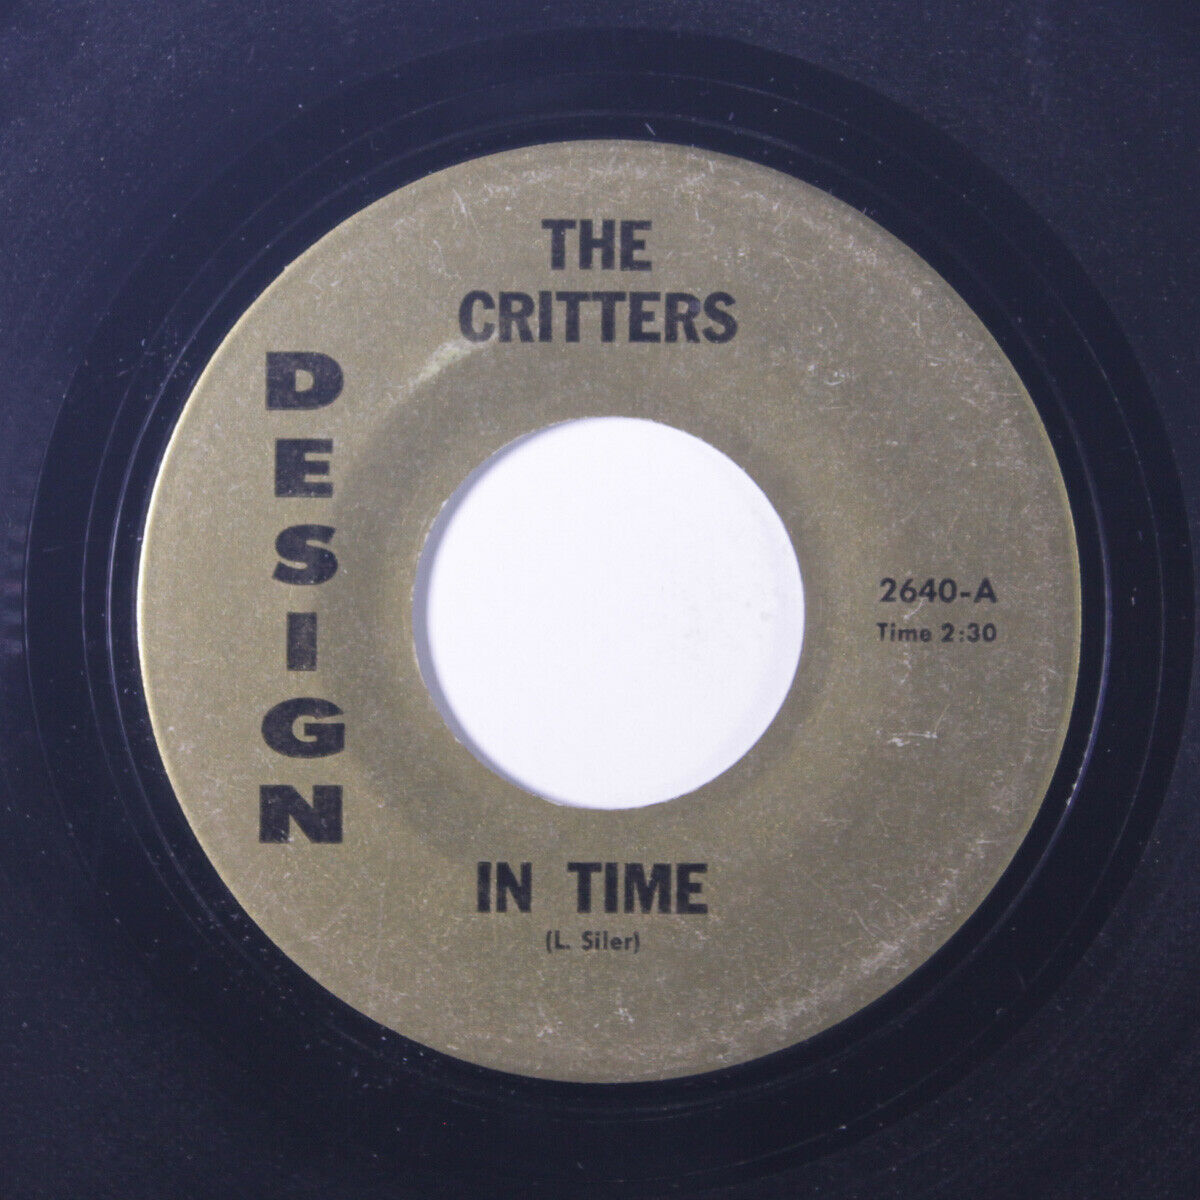 THE
CRITTERS
DESIGN
2640-A
Time 2:30
IN TIME
(L. Siler)